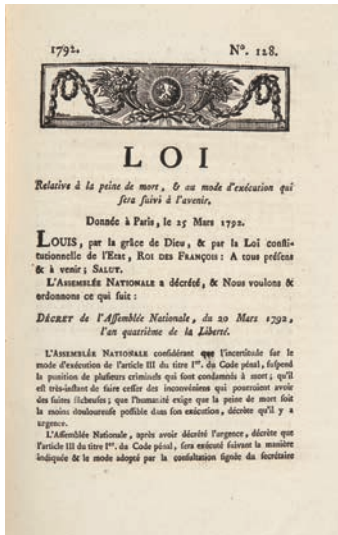 1792.
N°. 128.
LOI
Relative à la peine de mort, & au mode d'exécution qui
sera suivi à l'avenir.
Donnée à Paris, le 25 Mars 1792.
LOUIS, par la grâce de Dieu, & par la Loi consti-
tutionnelle de l'Etat, ROI DES FRANÇOIS: A tous présens
& à venir; SALUT.
L'ASSEMBLÉE NATIONALE a décrété, & Nous voulons &
ordonnons ce qui suit:
DÉCRET de l'Assemblée Nationale, du 20 Mars 1792,
l'an quatrième de la Liberté.
L'ASSEMBLÉE NATIONALE considérant que l'incertitude sur le
mode d'exécution de l'article III du titre Ier. du Code pénal, suspend
la punition de plusieurs criminels qui sont condamnés à mort; qu'il
est très-instant de faire cesser des inconvéniens qui pourroient avoir
des suites fâcheuses; que l'humanité exige que la peine de mort soit
la moins douloureuse possible dans son exécution, décrète qu'il y a
urgence.
L'Assemblée Nationale, après avoir décrété l'urgence, décrète que
l'article III du titre Ier. du Code pénal, sera exécuté suivant la manière
indiquée & le mode adopté par la consultation signée du secrétaire